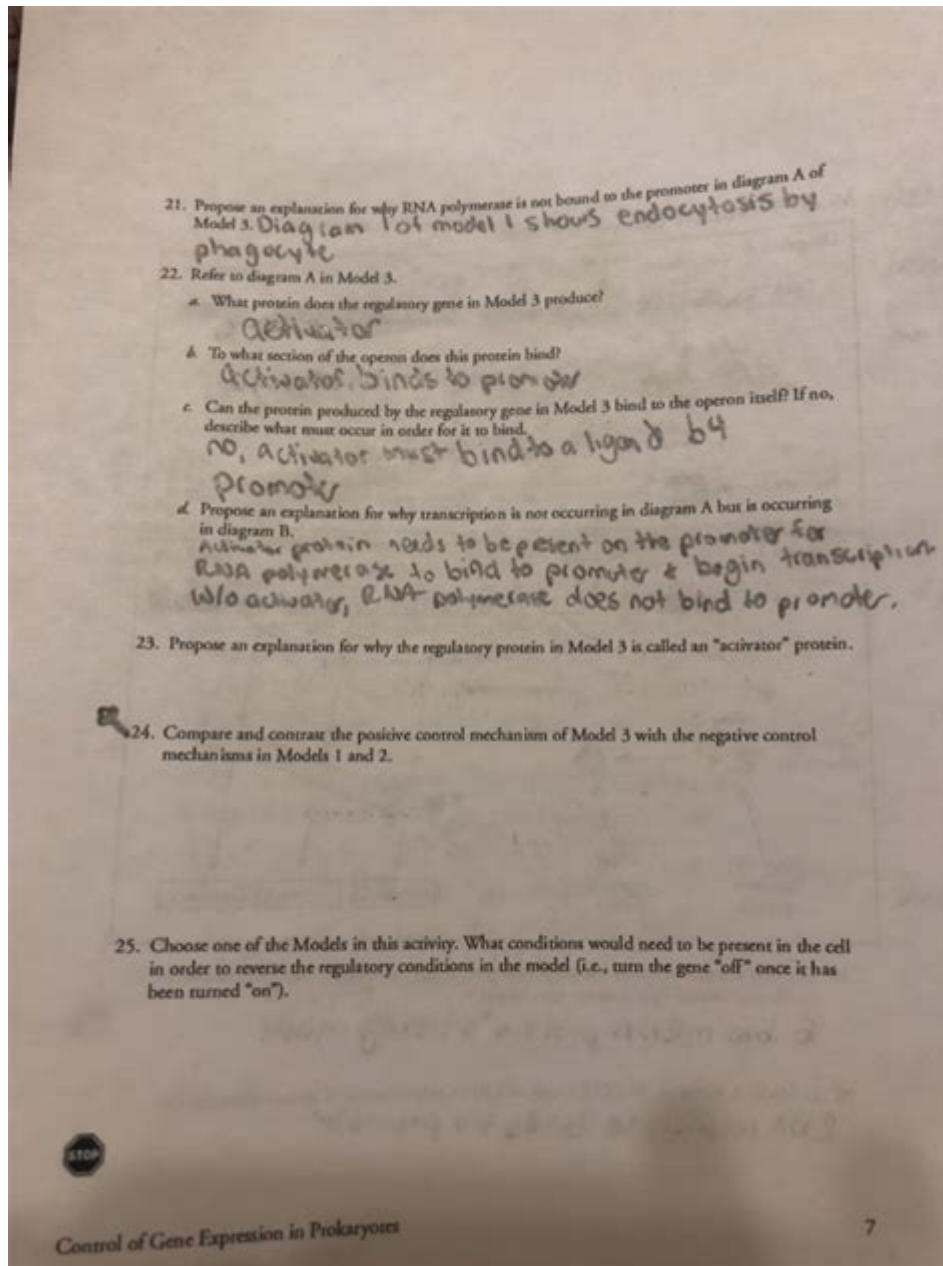 21. Propose an explanation for why RNA polymerase is not bound to the promoter in diagram A of
Model 3. Diagram 1 of model 1 shows endocytosis by
phagocyte
22. Refer to diagram A in Model 3.
a. What protein does the regulatory gene in Model 3 produce?
activator
b. To what section of the operon does this protein bind?
activator binds to promoter
c. Can the protein produced by the regulatory gene in Model 3 bind to the operon itself? If no,
describe what must occur in order for it to bind.
no, activator must bind to a ligand b4
promoter
d. Propose an explanation for why transcription is not occurring in diagram A but is occurring
in diagram B.
Activator protein needs to be present on the promoter for
RNA polymerase to bind to promoter & begin transcription
W/o activator, RNA polymerase does not bind to promoter.
23. Propose an explanation for why the regulatory protein in Model 3 is called an "activator" protein.
24. Compare and contrast the positive control mechanism of Model 3 with the negative control
mechanisms in Models 1 and 2.
25. Choose one of the Models in this activity. What conditions would need to be present in the cell
in order to reverse the regulatory conditions in the model (i.e., turn the gene "off" once it has
been turned "on").
STOP
Control of Gene Expression in Prokaryotes
7